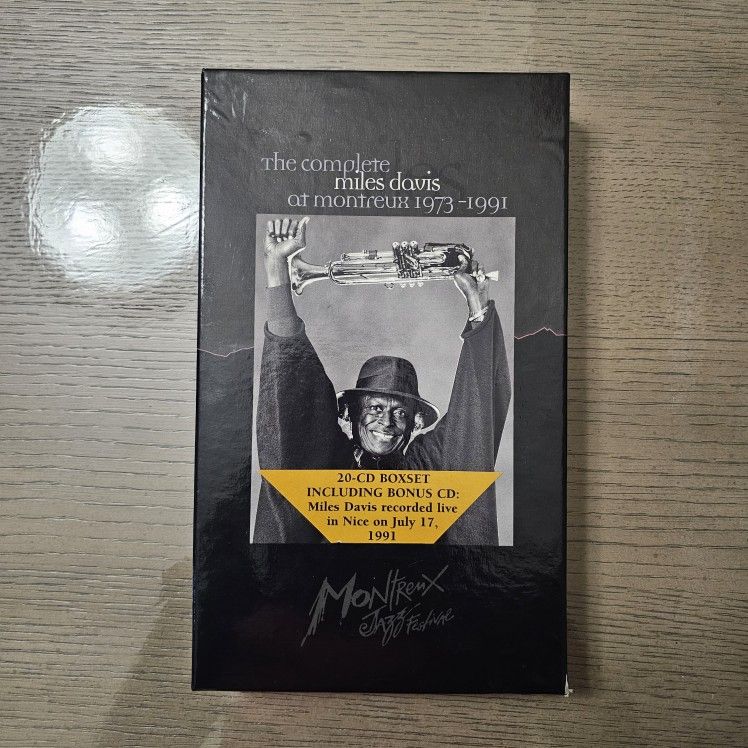 The complete
miles davis
at montreux 1973-1991
20-CD BOXSET
INCLUDING BONUS CD:
Miles Davis recorded live
in Nice on July 17,
1991
Montreux
Jazz Festival